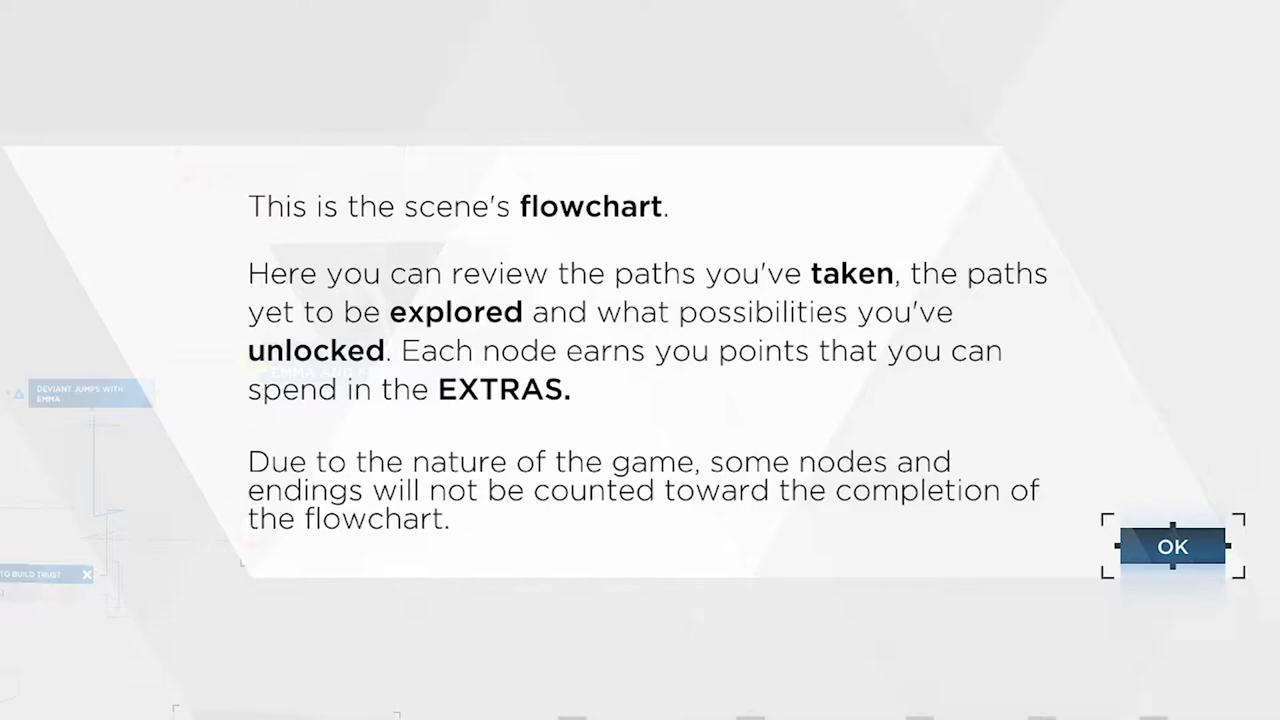 This is the scene's flowchart.
Here you can review the paths you've taken, the paths
yet to be explored and what possibilities you've
unlocked. Each node earns you points that you can
spend in the EXTRAS.
Due to the nature of the game, some nodes and
endings will not be counted toward the completion of
the flowchart.
OK
DEVIANT JUMPS WITH
EMMA
TO BUILD TRUST
EMMA AND